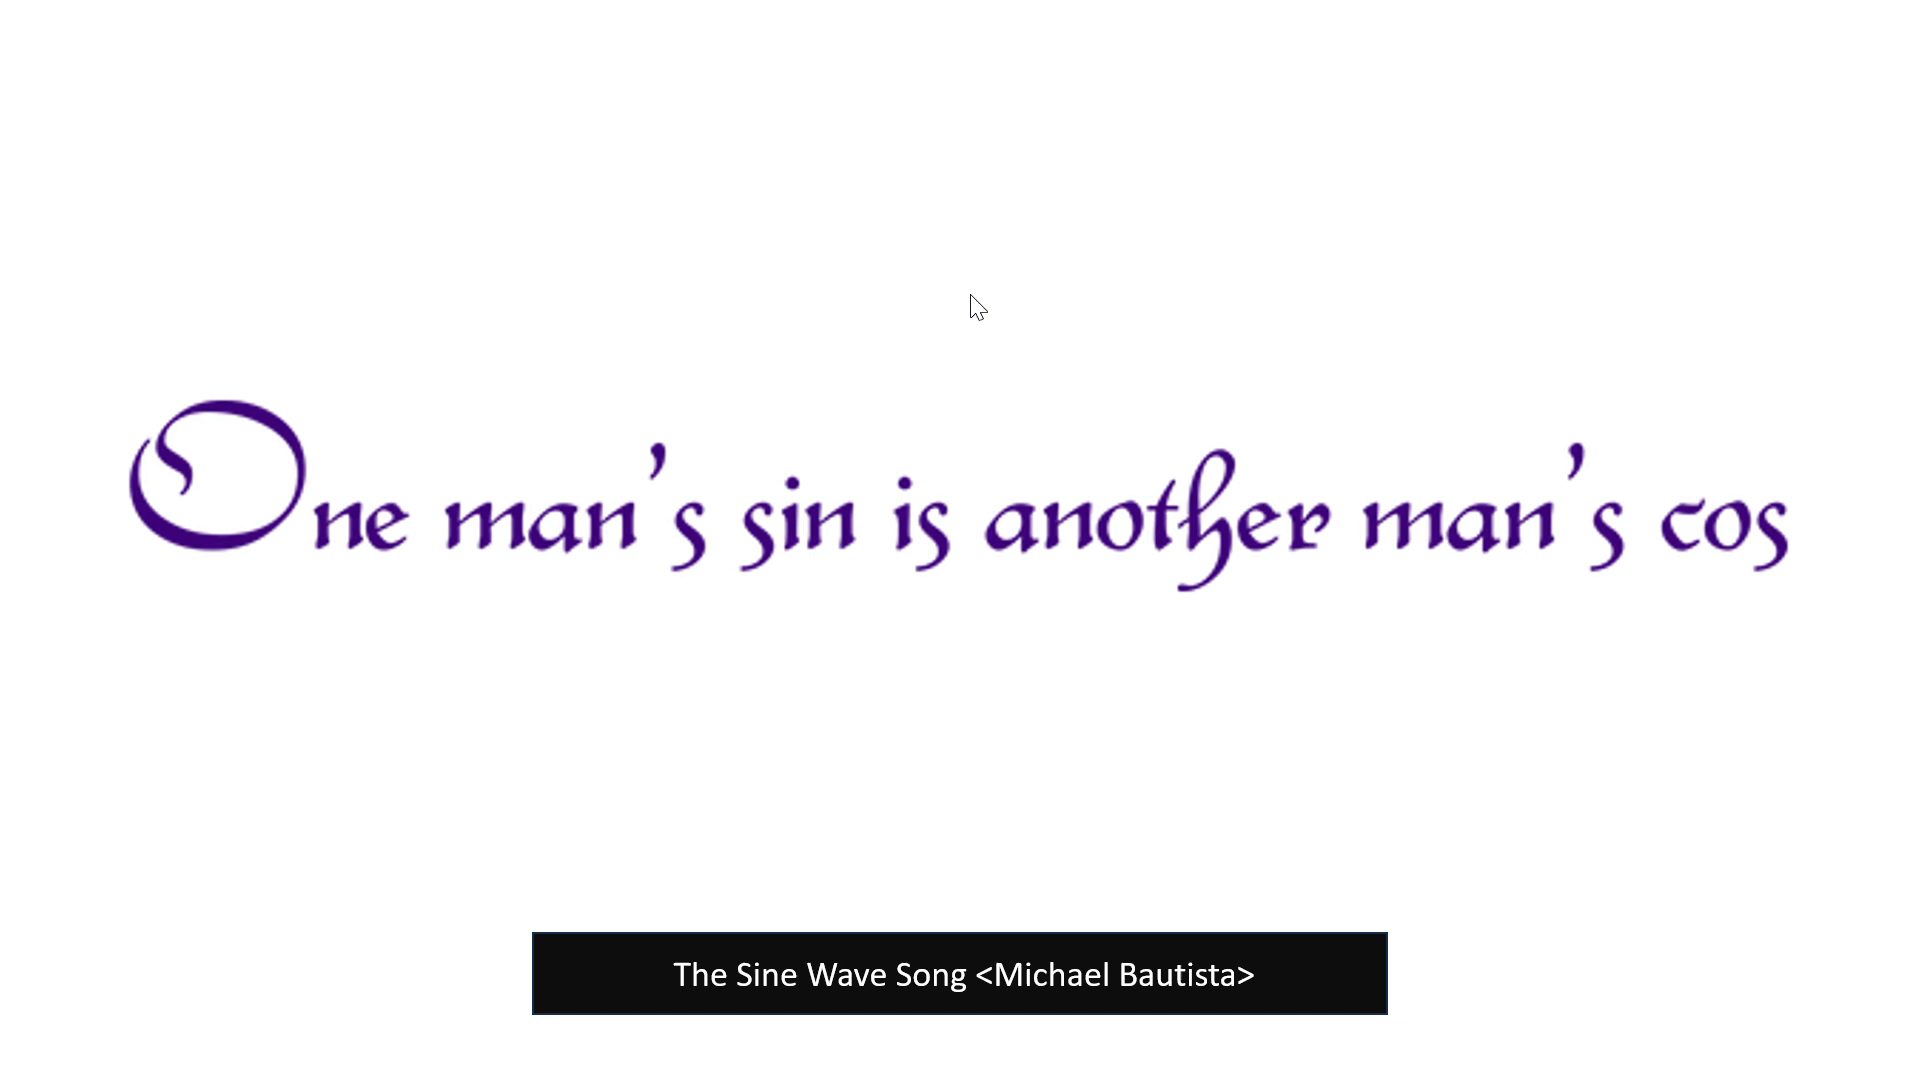 One man’s sin is another man’s cos
The Sine Wave Song <Michael Bautista>